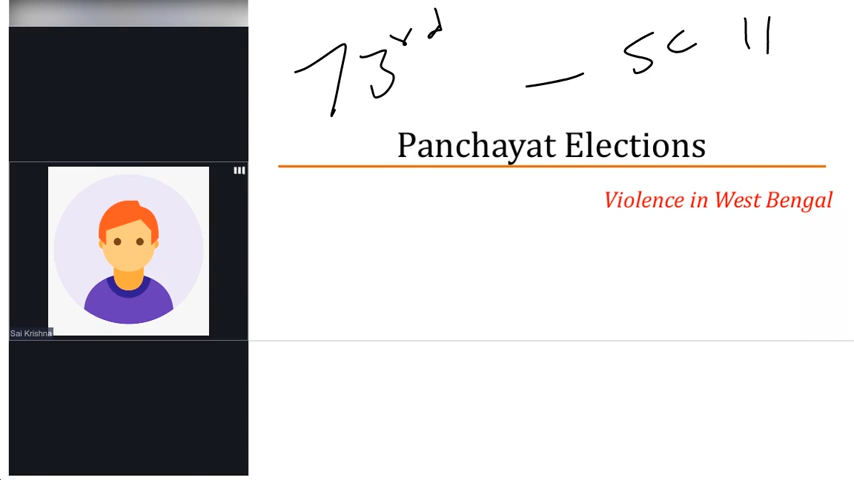 73rd — Sc 11
Panchayat Elections
Violence in West Bengal
Sai Krishna